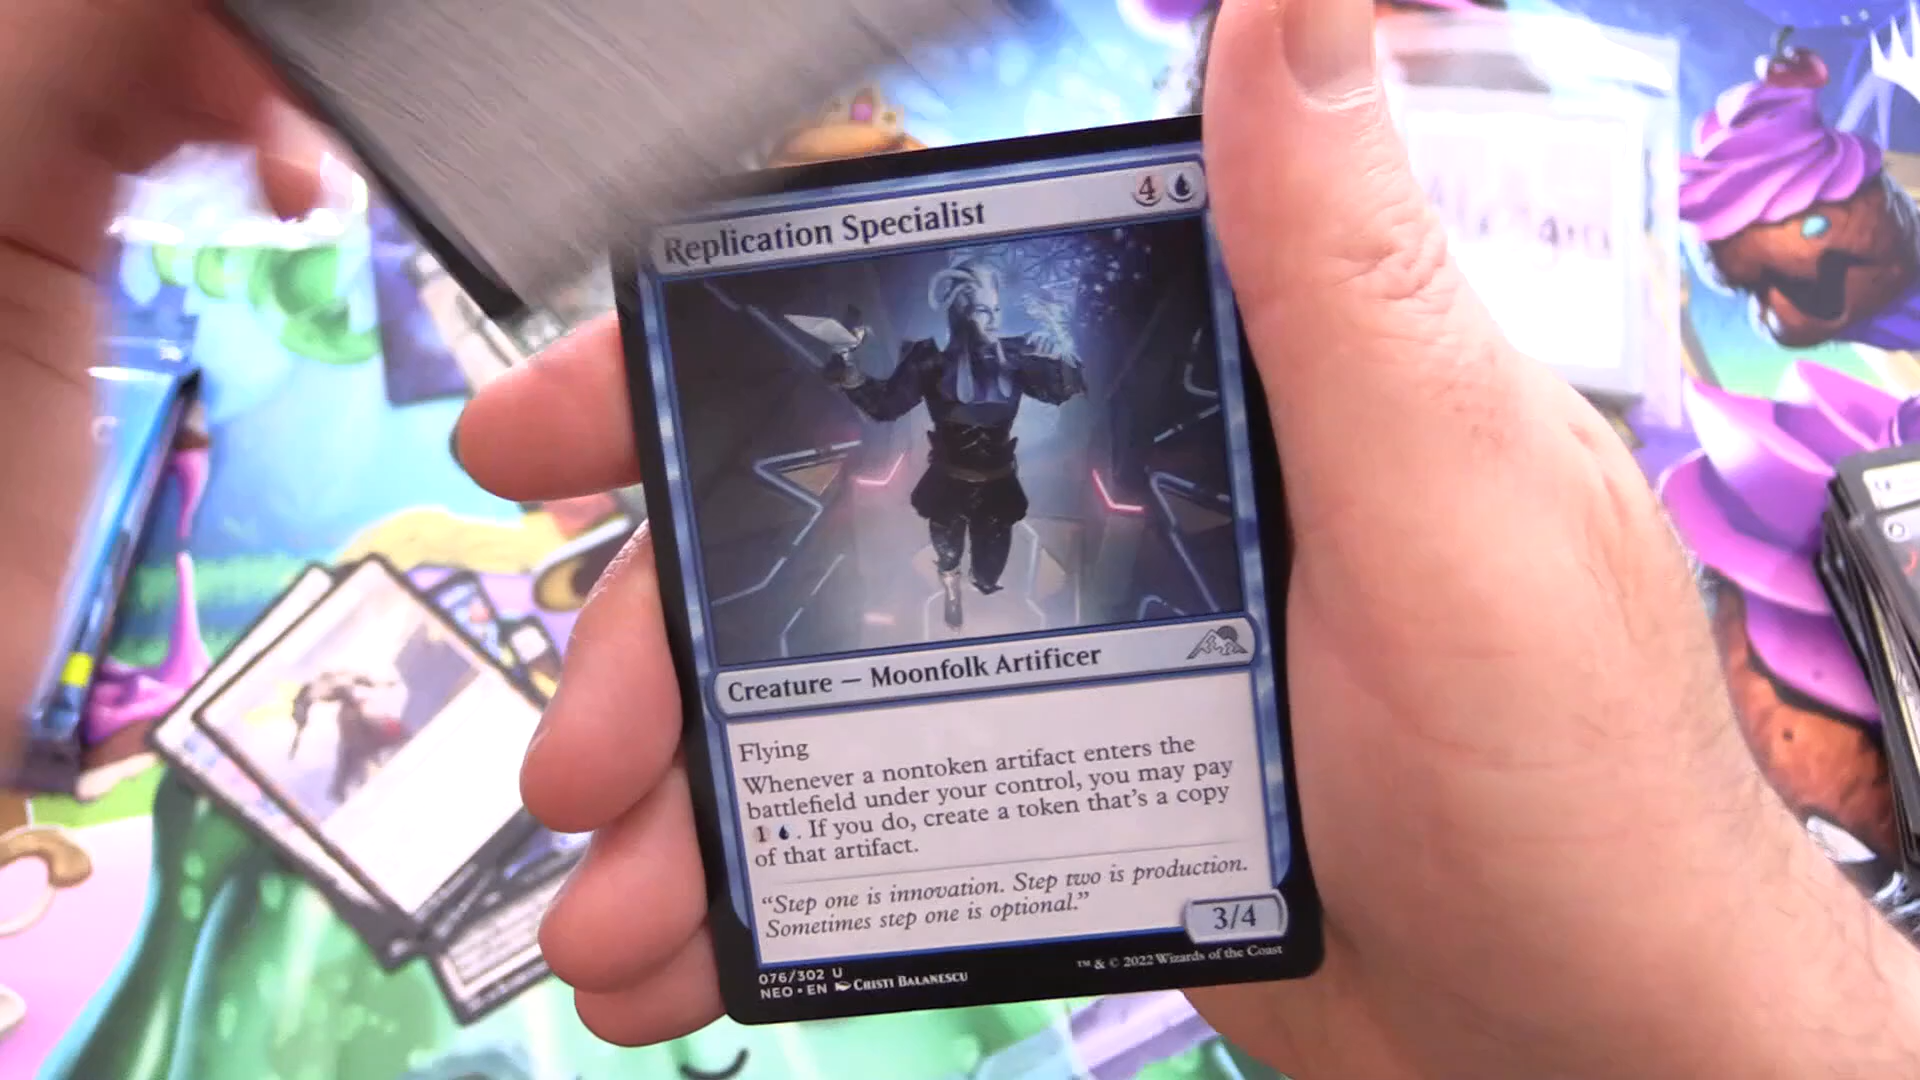 Replication Specialist 4
Creature — Moonfolk Artificer
Flying
Whenever a nontoken artifact enters the
battlefield under your control, you may pay
1 . If you do, create a token that's a copy
of that artifact.
“Step one is innovation. Step two is production.
Sometimes step one is optional.”
3/4
076/302 U
NEO • EN CRISTI BALANESCU
™ & © 2022 Wizards of the Coast